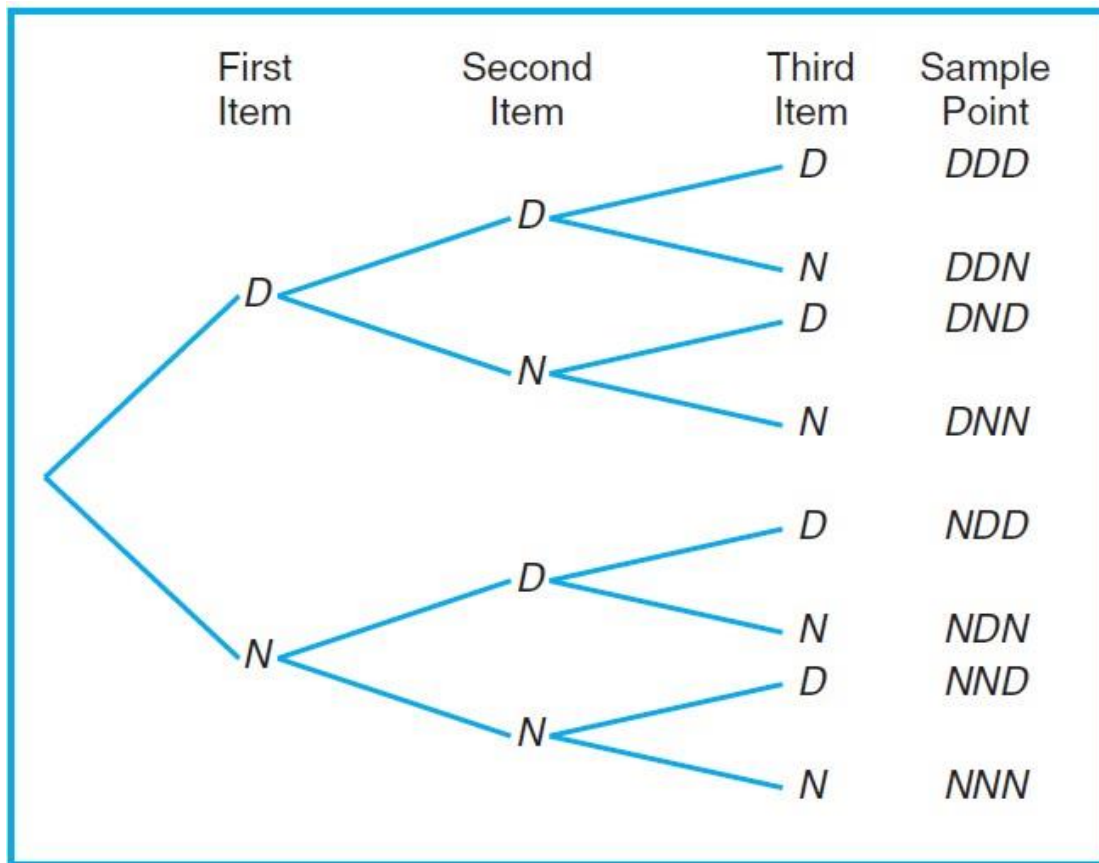 First Second Third Sample
Item Item Item Point
D DDD
D
N DDN
D
D DND
N
N DNN
D NDD
D
N NDN
N
D NND
N
N NNN